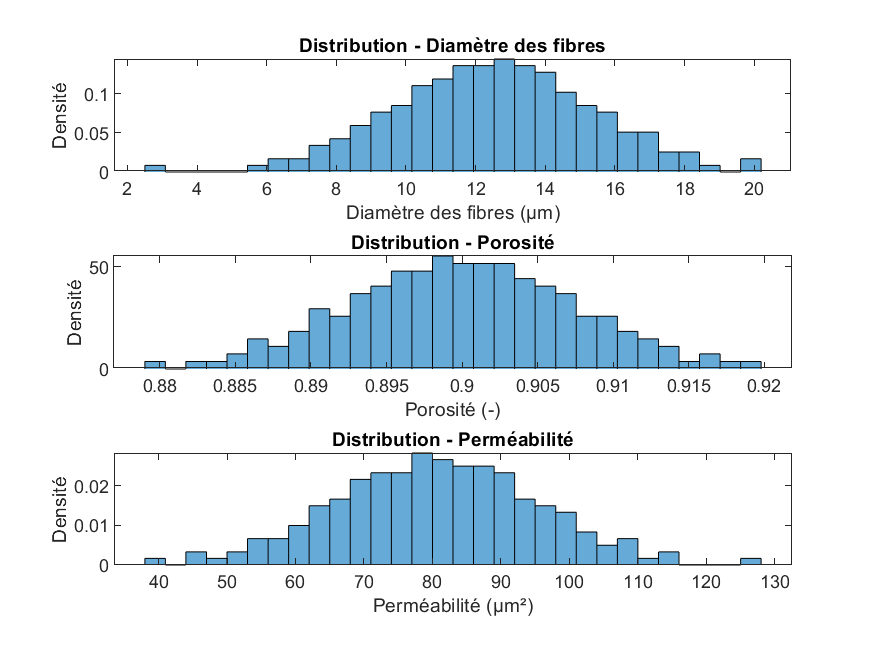 Distribution - Diamètre des fibres
Densité
0.1
0.05
0
2 4 6 8 10 12 14 16 18 20
Diamètre des fibres (µm)
Distribution - Porosité
Densité
50
0
0.88 0.885 0.89 0.895 0.9 0.905 0.91 0.915 0.92
Porosité (-)
Distribution - Perméabilité
Densité
0.02
0.01
0
40 50 60 70 80 90 100 110 120 130
Perméabilité (µm²)